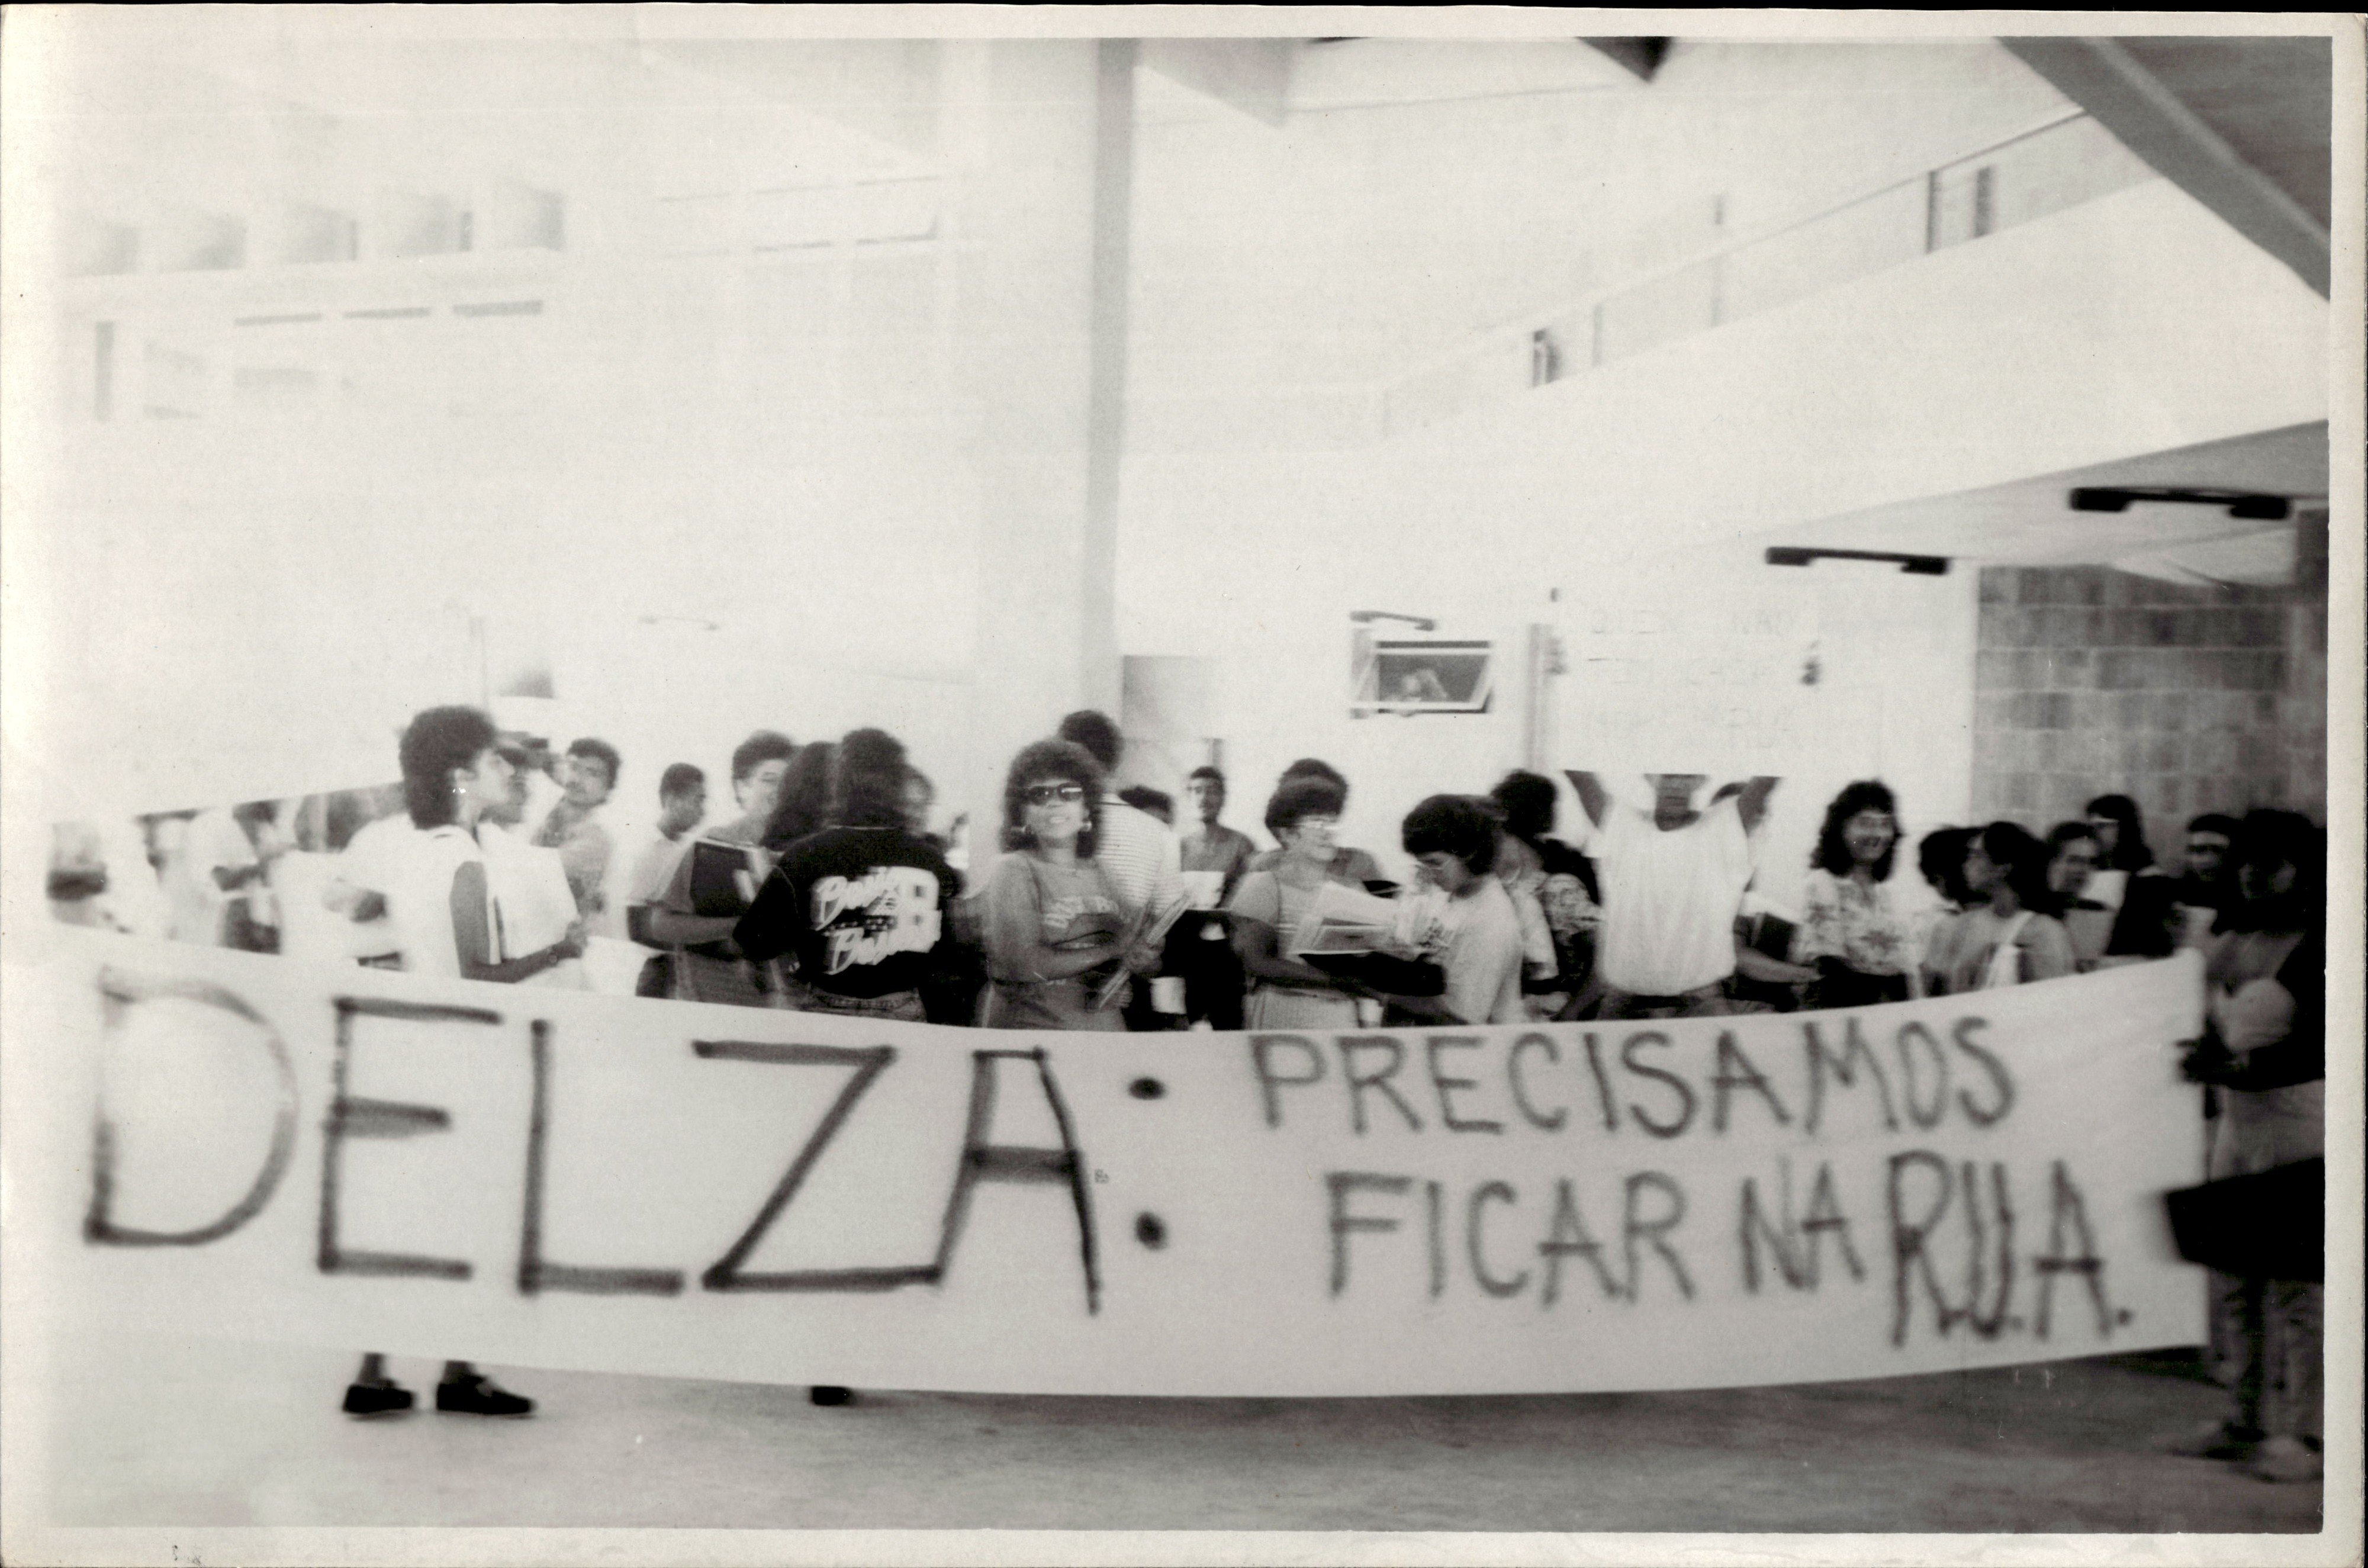 DELZA:
PRECISAMOS
FICAR NA R.U.A.